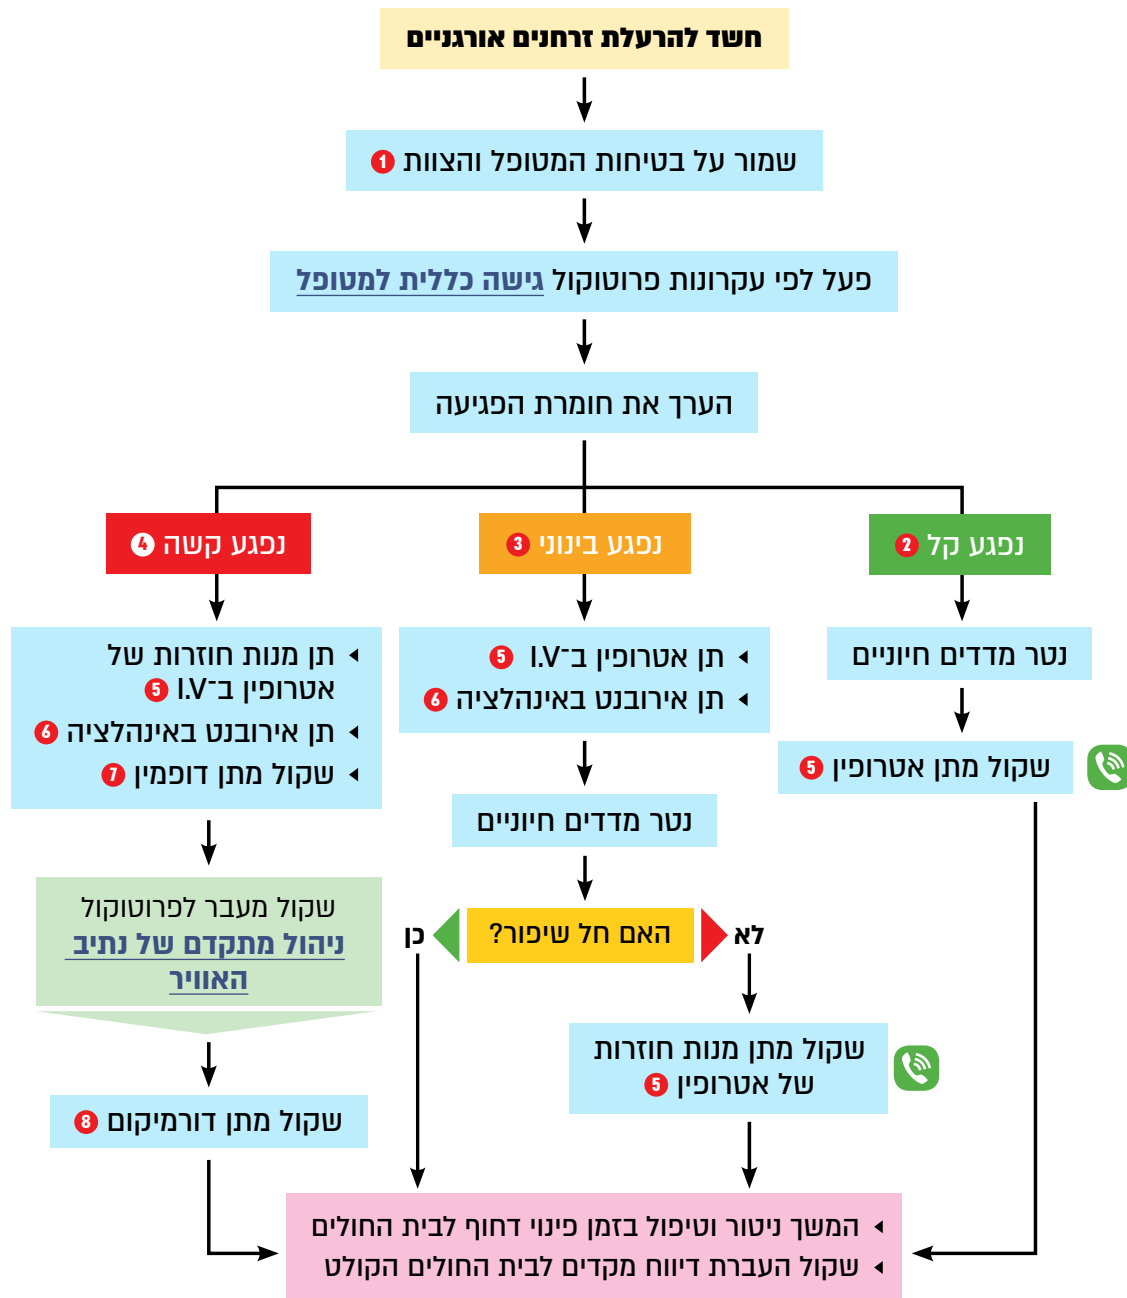 חשד להרעלת זרחנים אורגניים
שמור על בטיחות המטופל והצוות 1
פעל לפי עקרונות פרוטוקול גישה כללית למטופל
הערך את חומרת הפגיעה
נפגע קל 2
נטר מדדים חיוניים
שקול מתן אטרופין 5
נפגע בינוני 3
תן אטרופין ב־I.V 5
תן אירובנט באינהלציה 6
נטר מדדים חיוניים
האם חל שיפור?
לא
כן
שקול מתן מנות חוזרות
של אטרופין 5
נפגע קשה 4
תן מנות חוזרות של
אטרופין ב־I.V 5
תן אירובנט באינהלציה 6
שקול מתן דופמין 7
שקול מעבר לפרוטוקול
ניהול מתקדם של נתיב
האוויר
שקול מתן דורמיקום 8
המשך ניטור וטיפול בזמן פינוי דחוף לבית החולים
שקול העברת דיווח מקדים לבית החולים הקולט